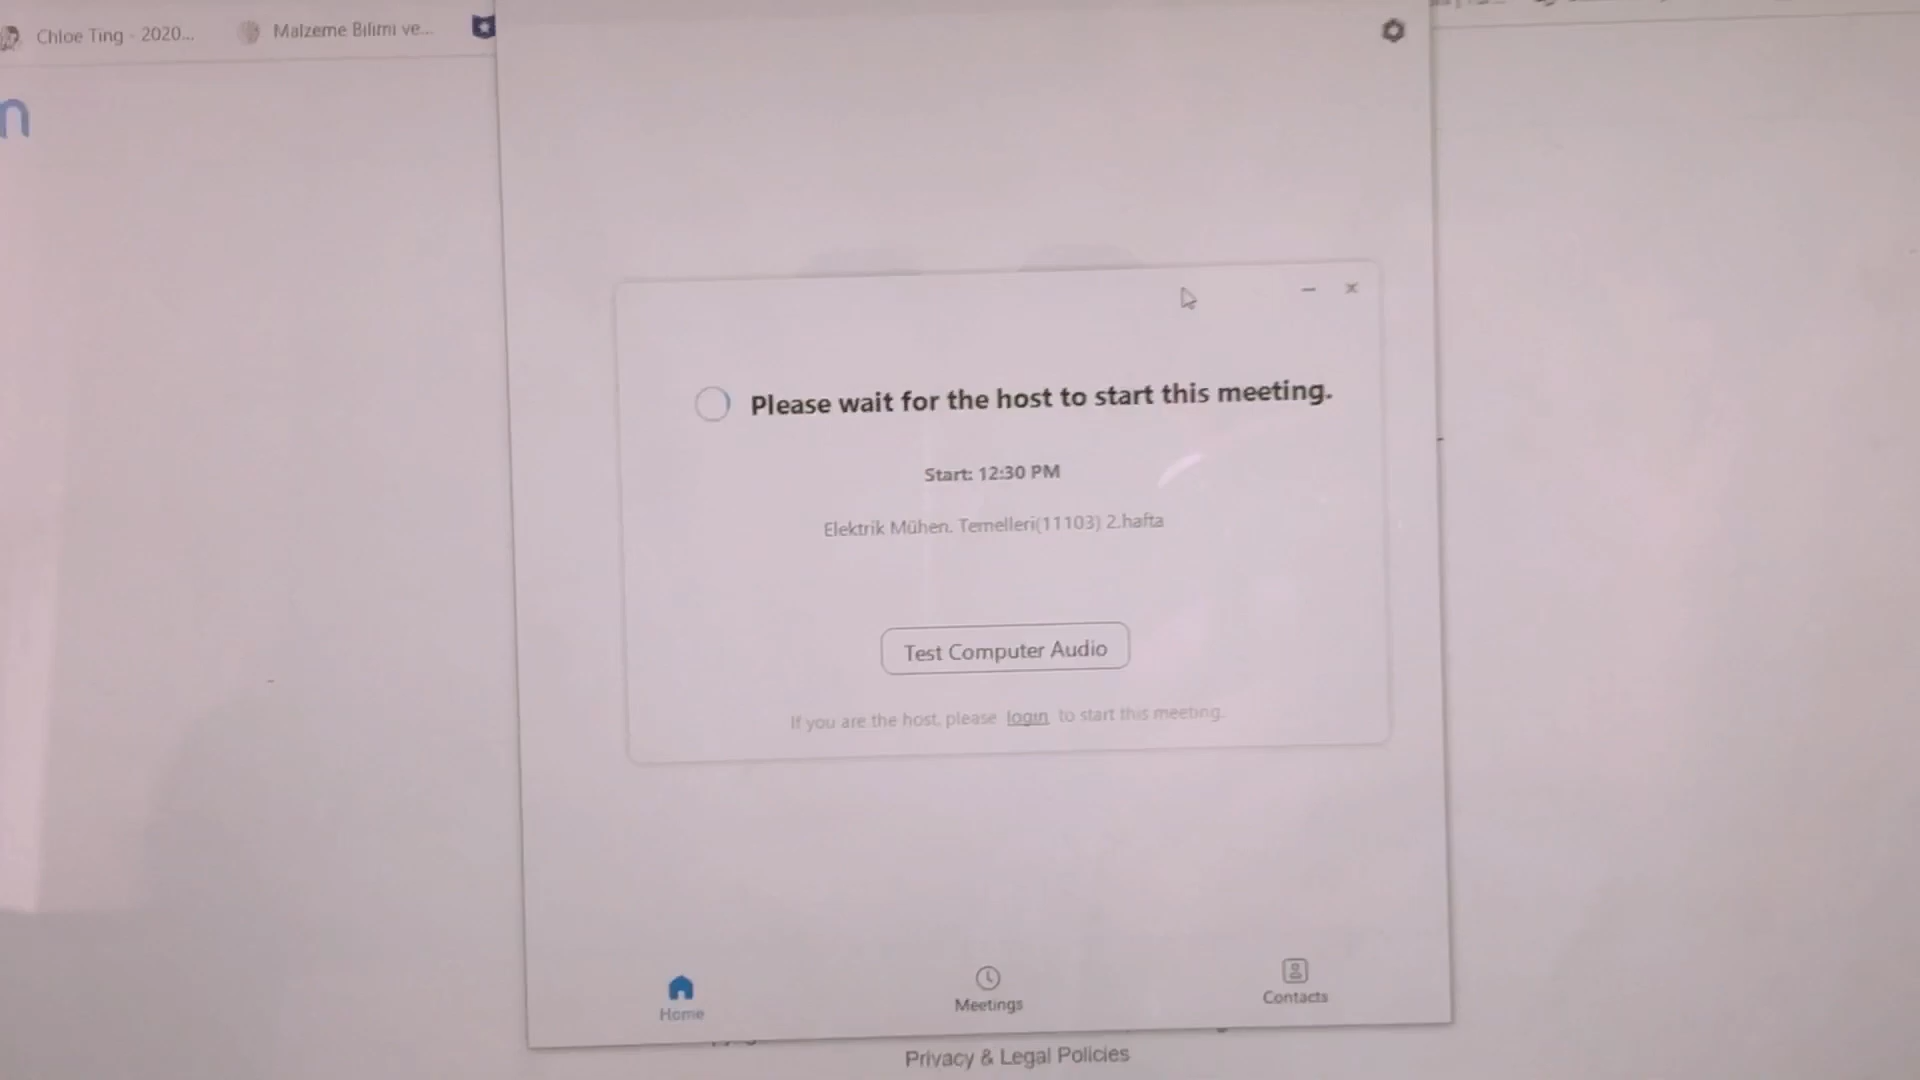 Chloe Ting - 2020...
Malzeme Bilimi ve...
n
Please wait for the host to start this meeting.
Start: 12:30 PM
Elektrik Mühen. Temelleri(11103) 2.hafta
Test Computer Audio
If you are the host, please login to start this meeting.
Home
Meetings
Contacts
Privacy & Legal Policies